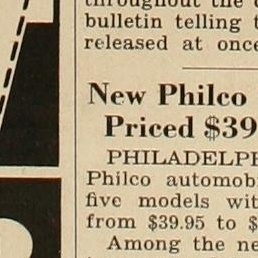 throughout the
bulletin telling
released at once
New Philco
Priced $39
PHILADELPH
Philco automob
five models wit
from $39.95 to $
Among the ne